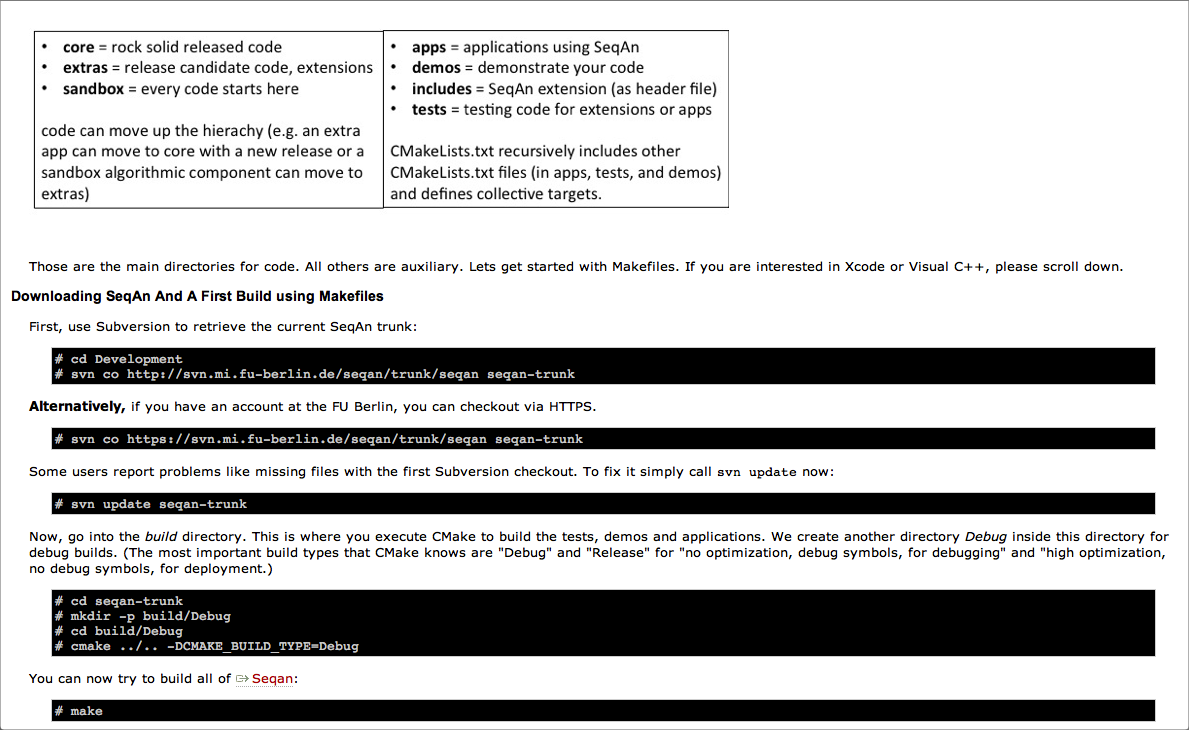 • core = rock solid released code
• extras = release candidate code, extensions
• sandbox = every code starts here
code can move up the hierachy (e.g. an extra
app can move to core with a new release or a
sandbox algorithmic component can move to
extras)
• apps = applications using SeqAn
• demos = demonstrate your code
• includes = SeqAn extension (as header file)
• tests = testing code for extensions or apps
CMakeLists.txt recursively includes other
CMakeLists.txt files (in apps, tests, and demos)
and defines collective targets.
Those are the main directories for code. All others are auxiliary. Lets get started with Makefiles. If you are interested in Xcode or Visual C++, please scroll down.
Downloading SeqAn And A First Build using Makefiles
First, use Subversion to retrieve the current SeqAn trunk:
# cd Development
# svn co http://svn.mi.fu-berlin.de/seqan/trunk/seqan seqan-trunk
Alternatively, if you have an account at the FU Berlin, you can checkout via HTTPS.
# svn co https://svn.mi.fu-berlin.de/seqan/trunk/seqan seqan-trunk
Some users report problems like missing files with the first Subversion checkout. To fix it simply call svn update now:
# svn update seqan-trunk
Now, go into the build directory. This is where you execute CMake to build the tests, demos and applications. We create another directory Debug inside this directory for
debug builds. (The most important build types that CMake knows are "Debug" and "Release" for "no optimization, debug symbols, for debugging" and "high optimization,
no debug symbols, for deployment.)
# cd seqan-trunk
# mkdir -p build/Debug
# cd build/Debug
# cmake ../.. -DCMAKE_BUILD_TYPE=Debug
You can now try to build all of Seqan:
# make